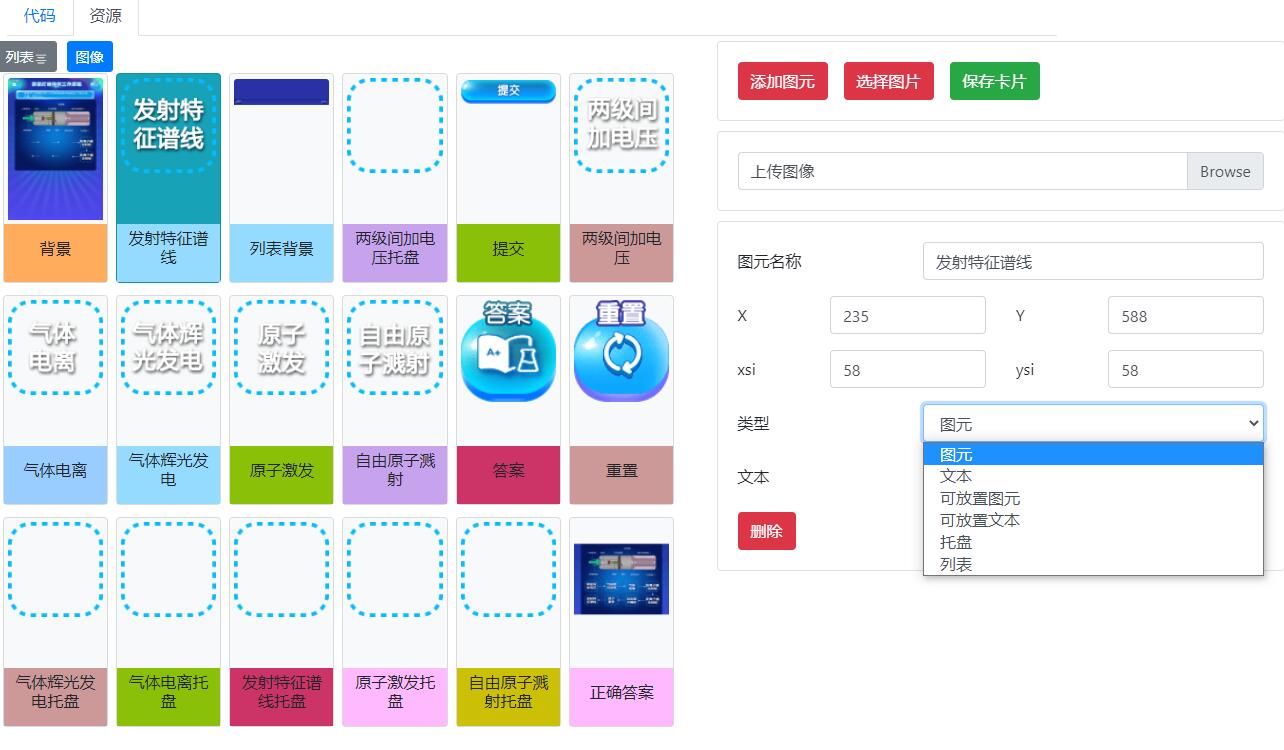 代码
资源
列表
图像
发射特
征谱线
提交
两级间
加电压
背景
发射特征谱
线
列表背景
两级间加电
压托盘
提交
两级间加电
压
气体
电离
气体辉
光发电
原子
激发
自由原
子溅射
答案
A+
重置
气体电离
气体辉光发
电
原子激发
自由原子溅
射
答案
重置
气体辉光发
电托盘
气体电离托
盘
发射特征谱
线托盘
原子激发托
盘
自由原子溅
射托盘
正确答案
添加图元
选择图片
保存卡片
上传图像
Browse
图元名称
发射特征谱线
X
235
Y
588
xsi
58
ysi
58
类型
图元
图元
文本
文本
可放置图元
可放置文本
托盘
列表
删除